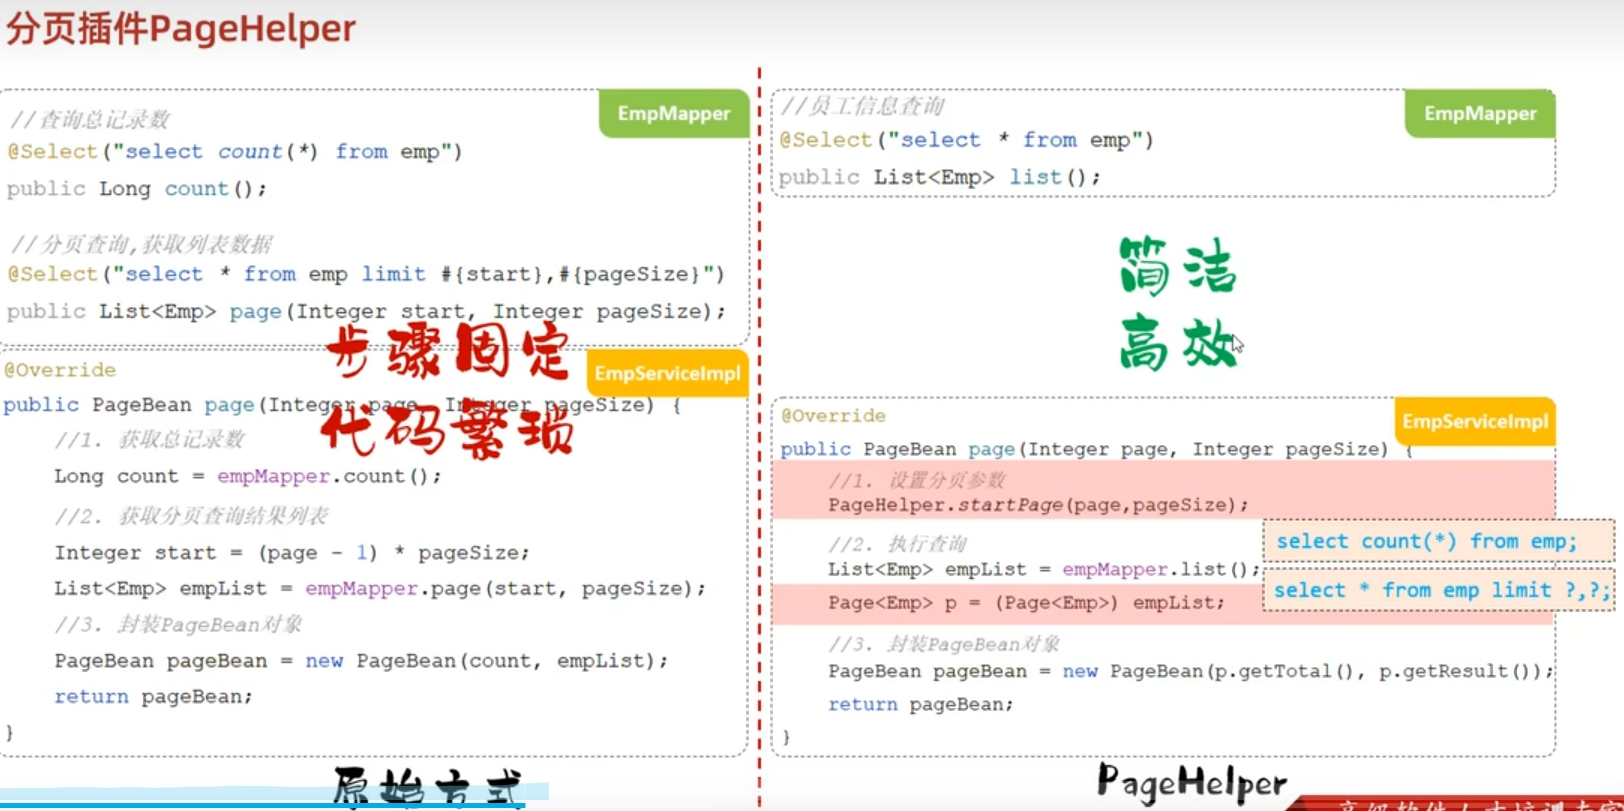 分页插件PageHelper
EmpMapper
//查询总记录数
@Select("select count(*) from emp")
public Long count();
//分页查询,获取列表数据
@Select("select * from emp limit #{start},#{pageSize}")
public List<Emp> page(Integer start, Integer pageSize);
步骤固定
代码繁琐
EmpServiceImpl
@Override
public PageBean page(Integer page, Integer pageSize) {
//1. 获取总记录数
Long count = empMapper.count();
//2. 获取分页查询结果列表
Integer start = (page - 1) * pageSize;
List<Emp> empList = empMapper.page(start, pageSize);
//3. 封装PageBean对象
PageBean pageBean = new PageBean(count, empList);
return pageBean;
}
原始方式
EmpMapper
//员工信息查询
@Select("select * from emp")
public List<Emp> list();
简洁
高效
EmpServiceImpl
@Override
public PageBean page(Integer page, Integer pageSize) {
//1. 设置分页参数
PageHelper.startPage(page,pageSize);
//2. 执行查询
List<Emp> empList = empMapper.list();
Page<Emp> p = (Page<Emp>) empList;
select count(*) from emp;
select * from emp limit ?,?;
//3. 封装PageBean对象
PageBean pageBean = new PageBean(p.getTotal(), p.getResult());
return pageBean;
}
PageHelper